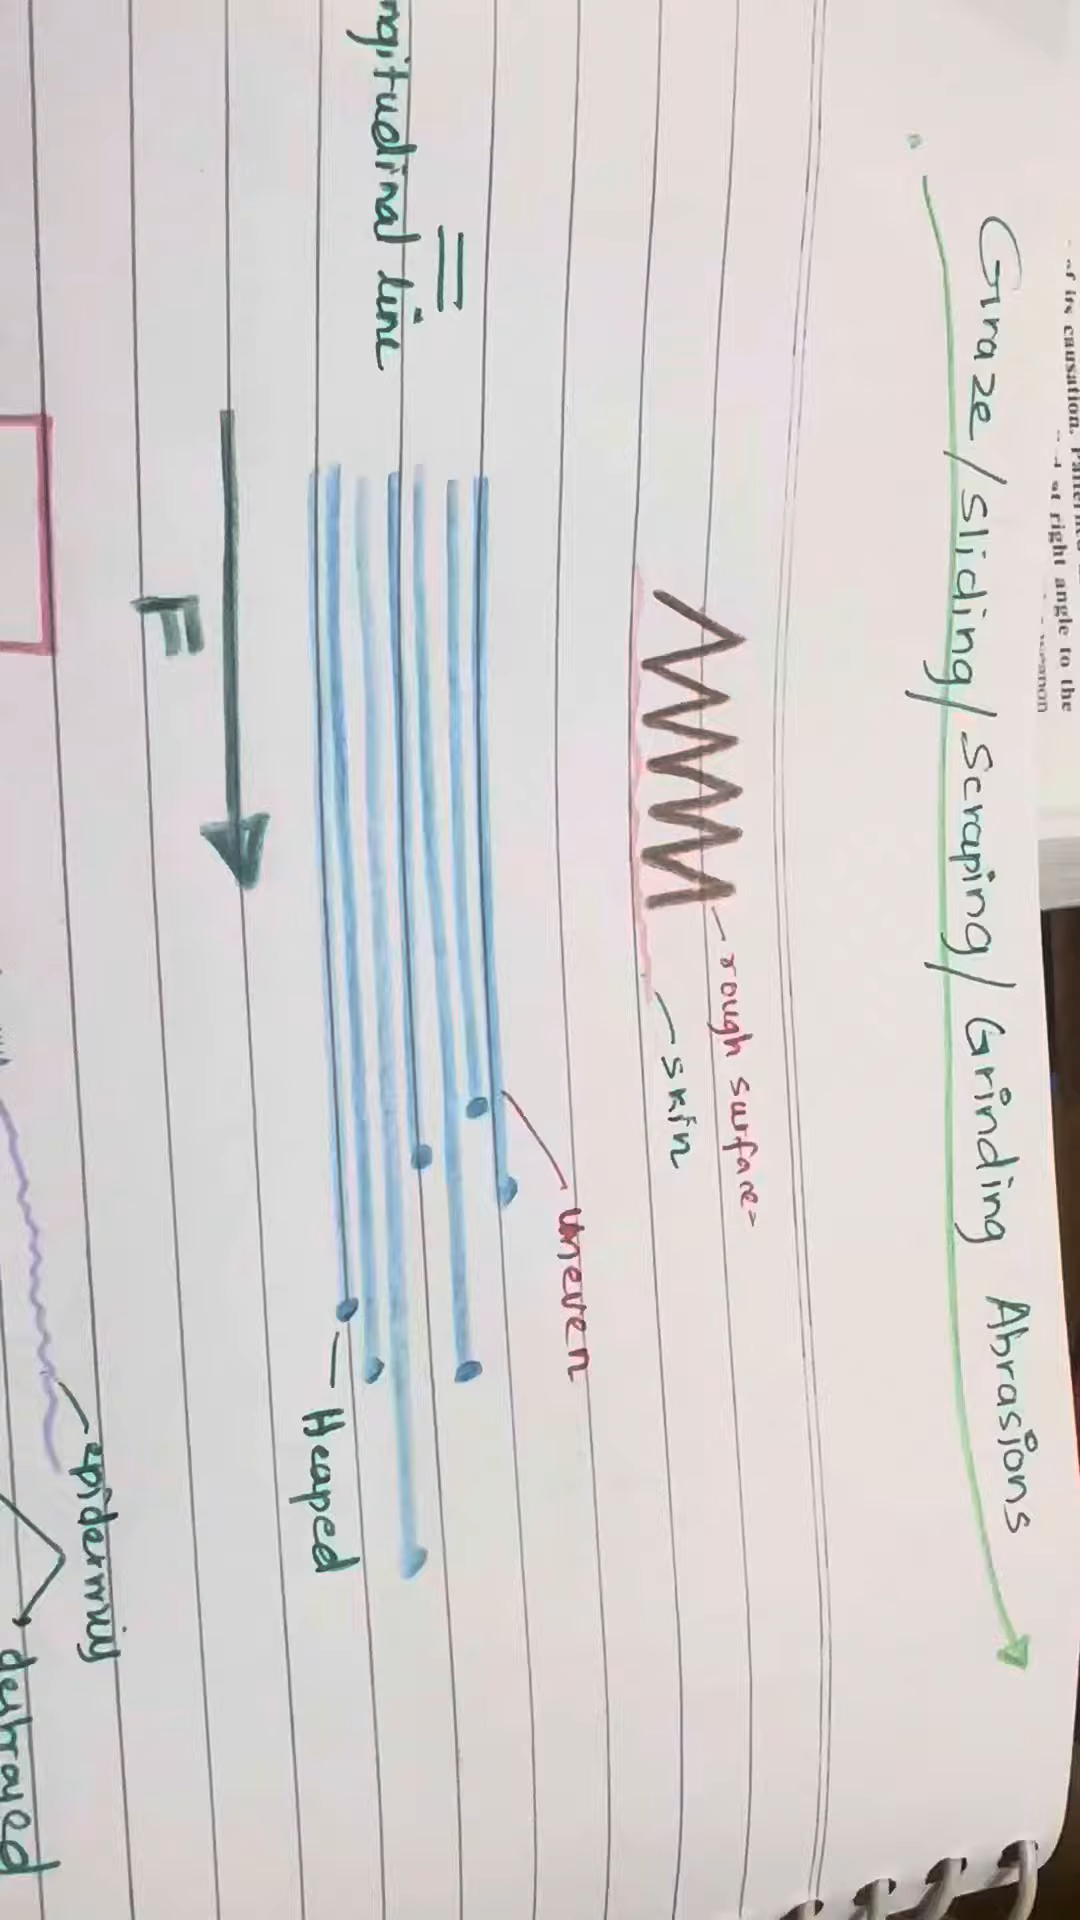 of its causation.
at right angle to the
Graze/sliding/scraping/Grinding Abrasions
rough surface
skin
uneven
ngitudinal line
Heaped
F
epidermis
destroyed